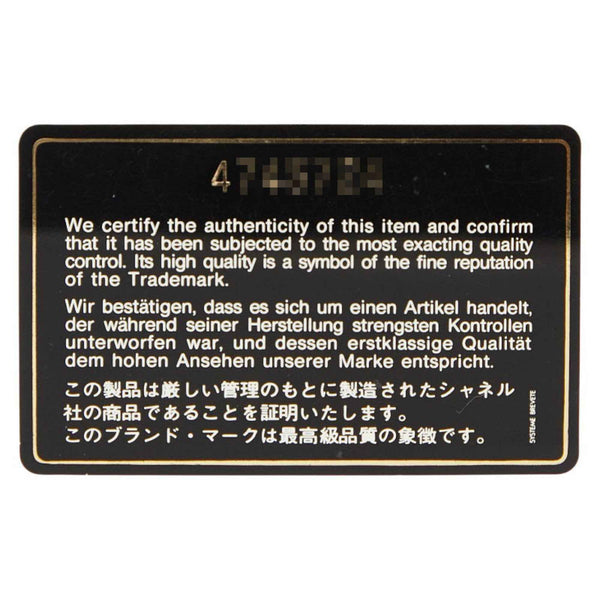 4
We certify the authenticity of this item and confirm
that it has been subjected to the most exacting quality
control. Its high quality is a symbol of the fine reputation
of the Trademark.
Wir bestätigen, dass es sich um einen Artikel handelt,
der während seiner Herstellung strengsten Kontrollen
unterworfen war, und dessen erstklassige Qualität
dem hohen Ansehen unserer Marke entspricht.
この製品は厳しい管理のもとに製造されたシャネル
社の商品であることを証明いたします。
このブランド・マークは最高級品質の象徴です。
SYSTEME BREVETE